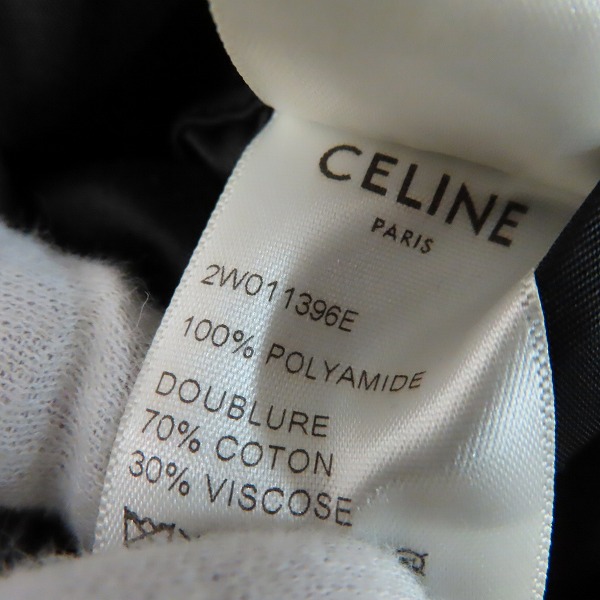 CELINE
PARIS
2W011396E
100% POLYAMIDE
DOUBLURE
70% COTON
30% VISCOSE